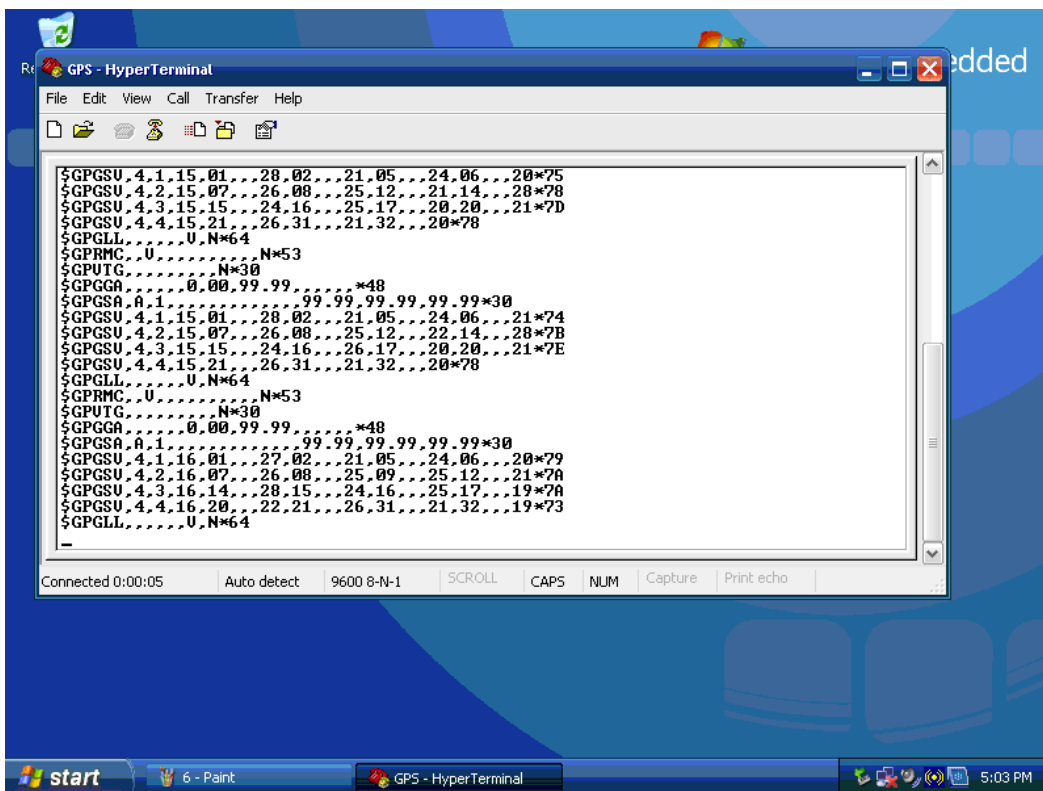 Re
edded
GPS - HyperTerminal
File Edit View Call Transfer Help
$GPGSV,4,1,15,01,,,28,02,,,21,05,,,24,06,,,20*75
$GPGSV,4,2,15,07,,,26,08,,,25,12,,,21,14,,,28*78
$GPGSV,4,3,15,15,,,24,16,,,25,17,,,20,20,,,21*7D
$GPGSV,4,4,15,21,,,26,31,,,21,32,,,20*78
$GPGLL,,,,,,V,N*64
$GPRMC,,V,,,,,,,,,,N*53
$GPVTG,,,,,,,,,N*30
$GPGGA,,,,,,0,00,99.99,,,,,,*48
$GPGSA,A,1,,,,,,,,,,,,,99.99,99.99,99.99*30
$GPGSV,4,1,15,01,,,28,02,,,21,05,,,24,06,,,21*74
$GPGSV,4,2,15,07,,,26,08,,,25,12,,,22,14,,,28*7B
$GPGSV,4,3,15,15,,,24,16,,,26,17,,,20,20,,,21*7E
$GPGSV,4,4,15,21,,,26,31,,,21,32,,,20*78
$GPGLL,,,,,,V,N*64
$GPRMC,,V,,,,,,,,,,N*53
$GPVTG,,,,,,,,,N*30
$GPGGA,,,,,,0,00,99.99,,,,,,*48
$GPGSA,A,1,,,,,,,,,,,,,99.99,99.99,99.99*30
$GPGSV,4,1,16,01,,,27,02,,,21,05,,,24,06,,,20*79
$GPGSV,4,2,16,07,,,26,08,,,25,09,,,25,12,,,21*7A
$GPGSV,4,3,16,14,,,28,15,,,24,16,,,25,17,,,19*7A
$GPGSV,4,4,16,20,,,22,21,,,26,31,,,21,32,,,19*73
$GPGLL,,,,,,V,N*64
_
Connected 0:00:05 Auto detect 9600 8-N-1 SCROLL CAPS NUM Capture Print echo
start 6 - Paint GPS - HyperTerminal 5:03 PM